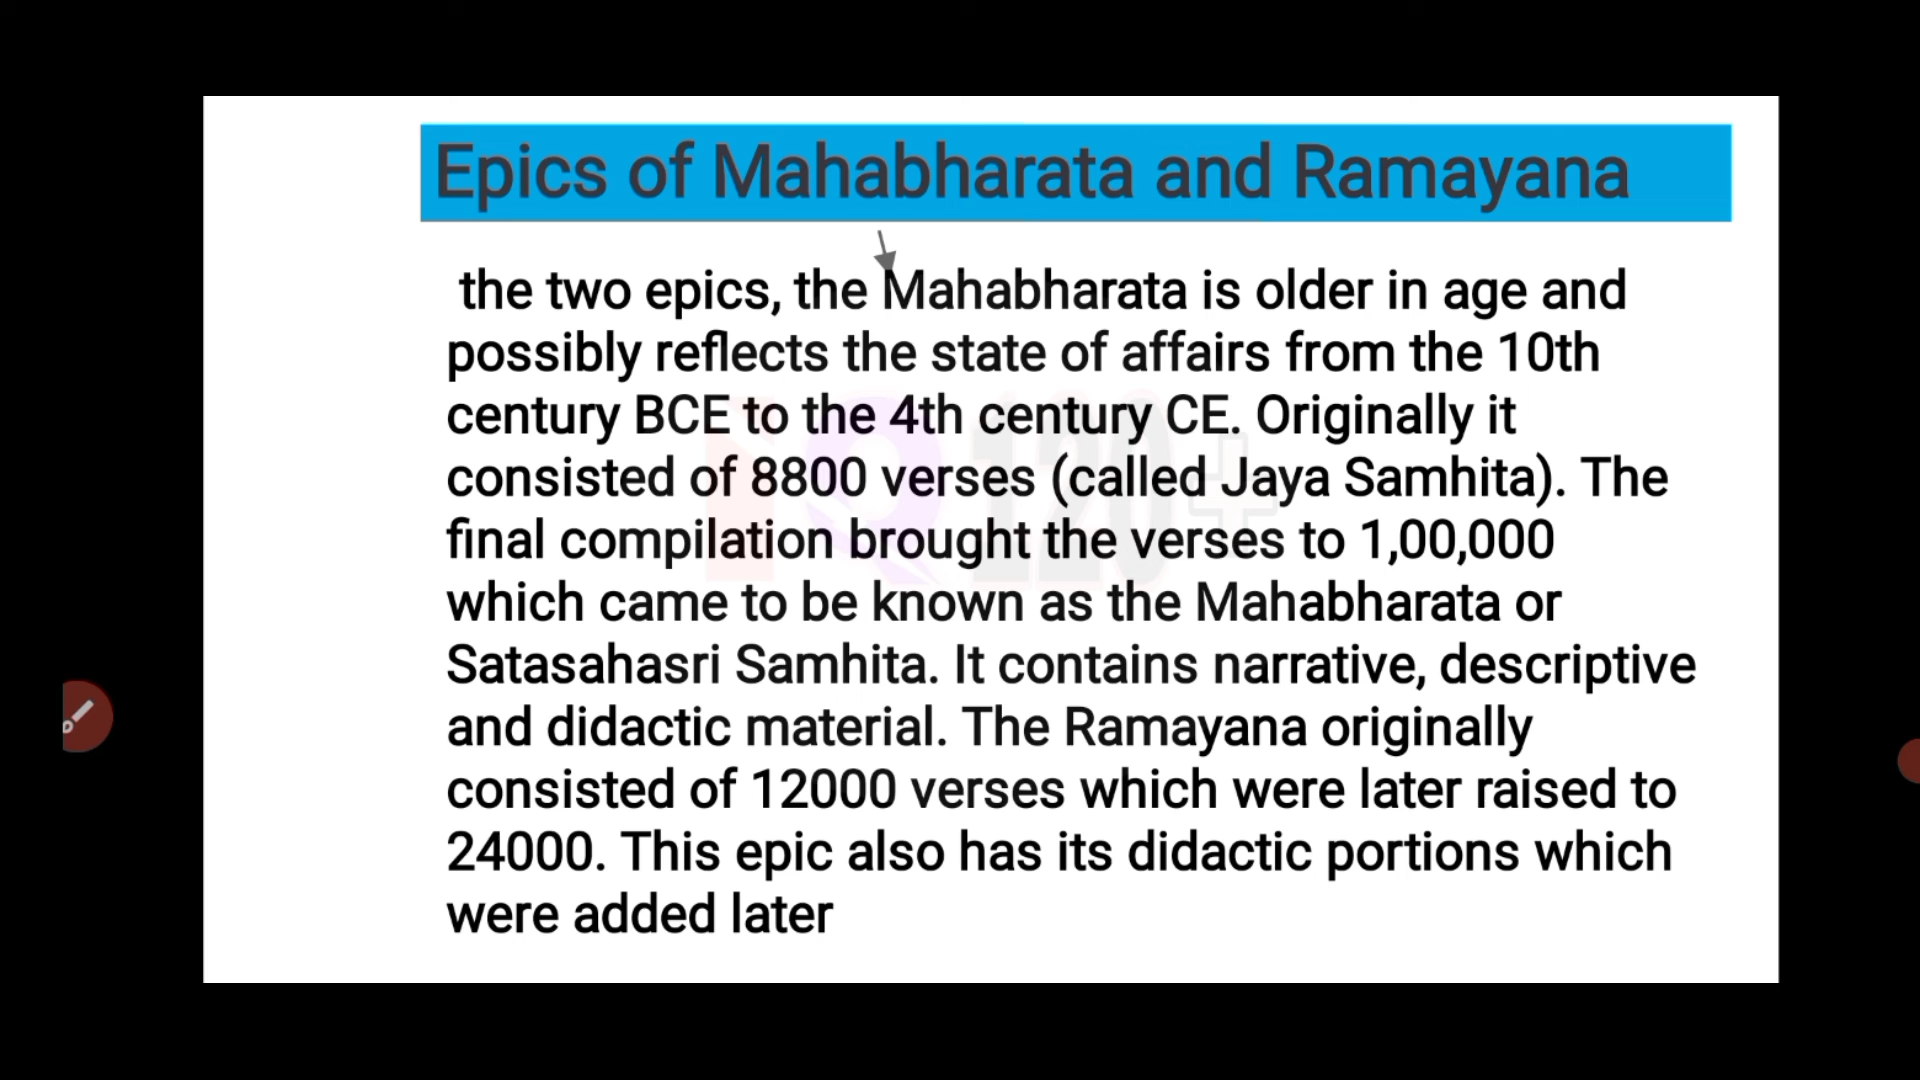 Epics of Mahabharata and Ramayana
the two epics, the Mahabharata is older in age and
possibly reflects the state of affairs from the 10th
century BCE to the 4th century CE. Originally it
consisted of 8800 verses (called Jaya Samhita). The
final compilation brought the verses to 1,00,000
which came to be known as the Mahabharata or
Satasahasri Samhita. It contains narrative, descriptive
and didactic material. The Ramayana originally
consisted of 12000 verses which were later raised to
24000. This epic also has its didactic portions which
were added later
iQ 120+